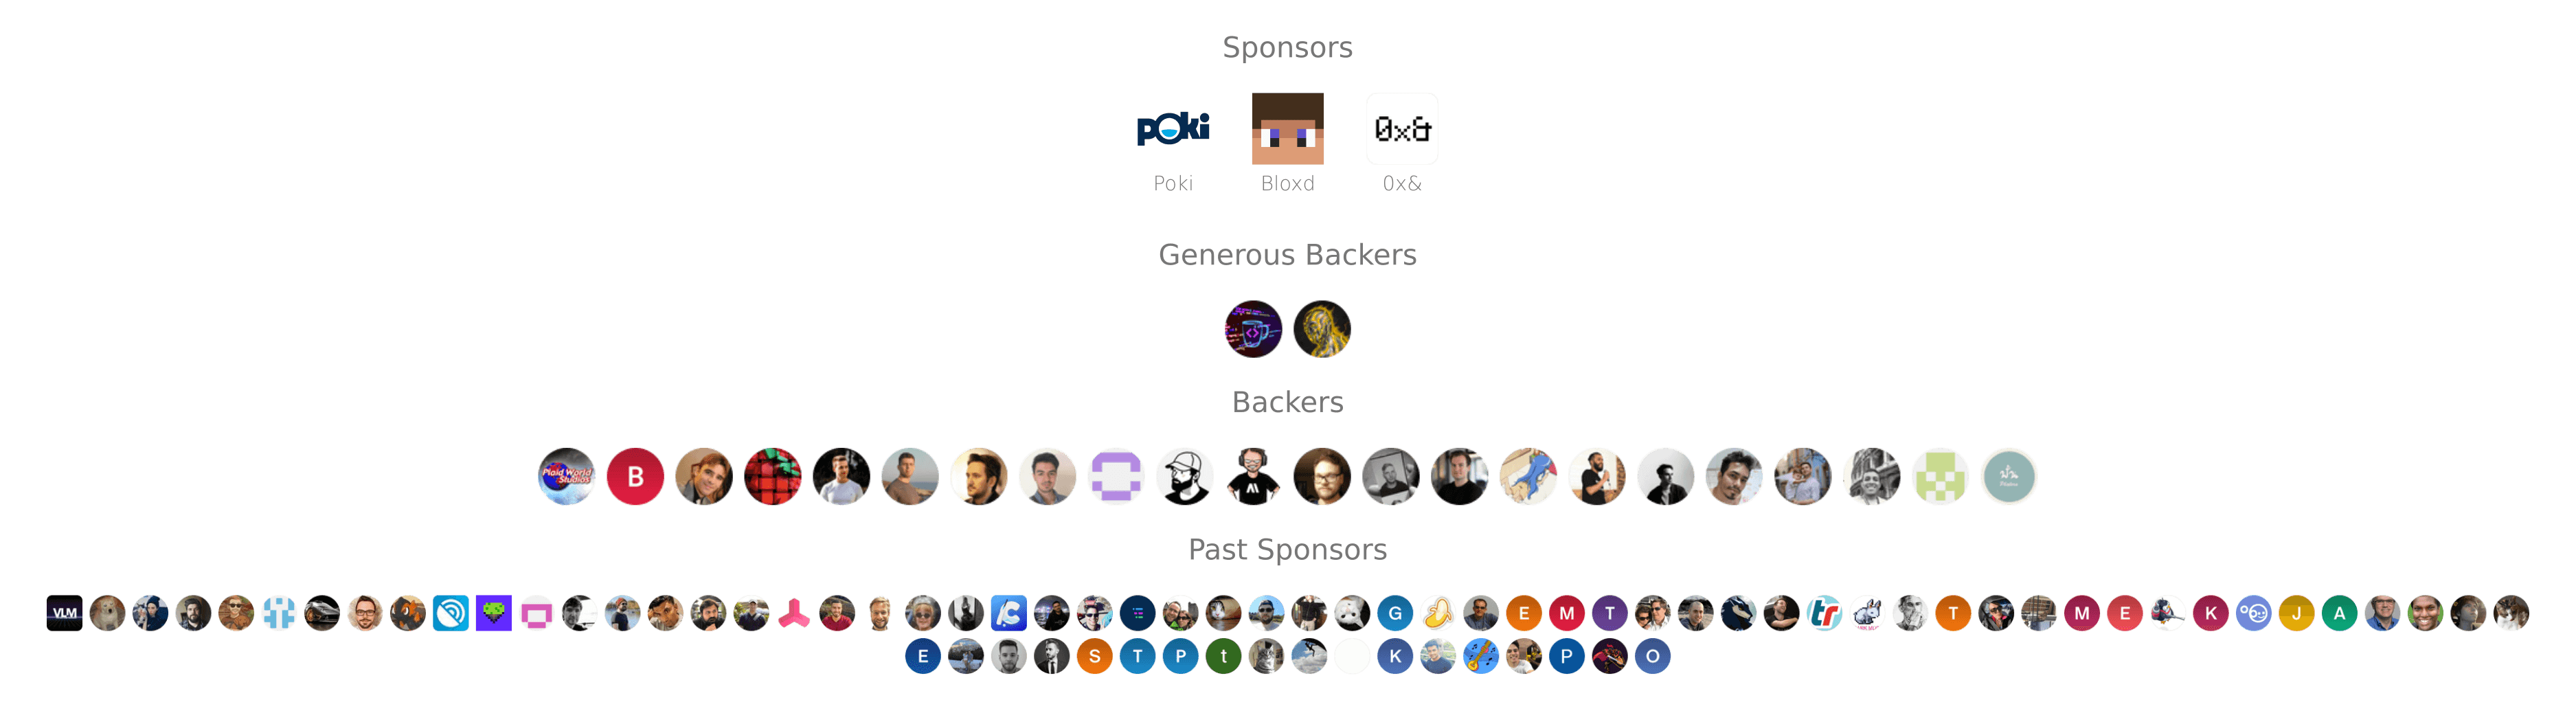 Sponsors
poki
0x&
Poki
Bloxd
0x&
Generous Backers
<>
Backers
Plaid World Studios
B
Past Sponsors
VLM
C
G
E
M
T
tr
T
M
E
K
J
A
E
S
T
P
t
K
P
O